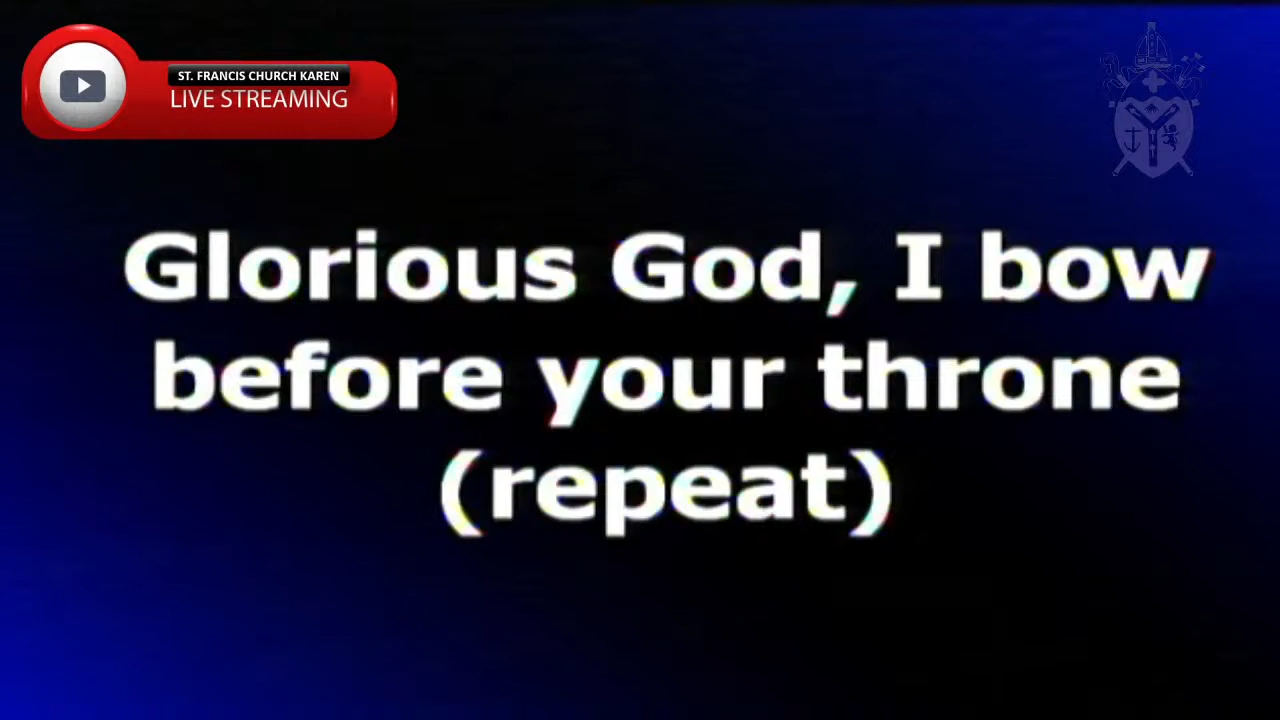 ST. FRANCIS CHURCH KAREN
LIVE STREAMING
Glorious God, I bow
before your throne
(repeat)